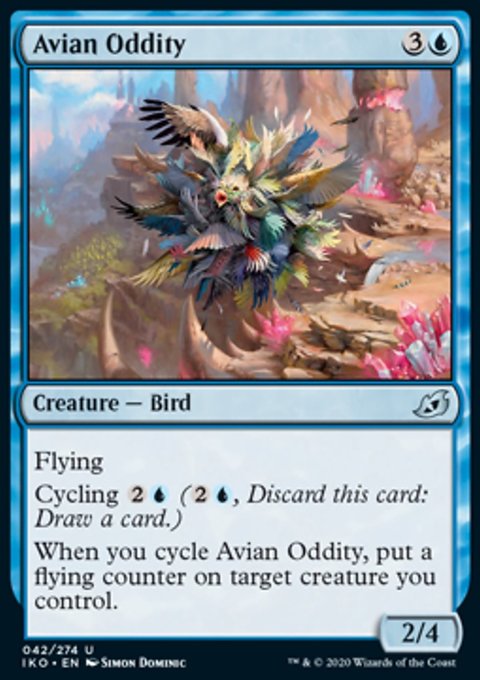 Avian Oddity 3
Creature — Bird
Flying
Cycling 2 (2, Discard this card:
Draw a card.)
When you cycle Avian Oddity, put a
flying counter on target creature you
control.
2/4
042/274 U
IKO • EN Simon Dominic
™ & © 2020 Wizards of the Coast